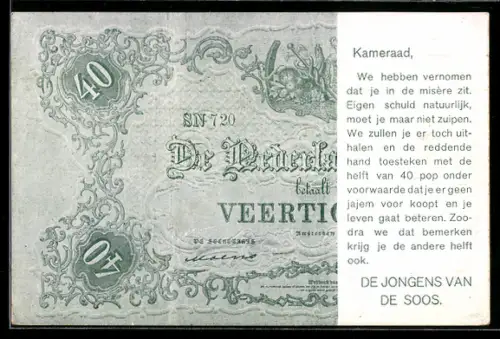 40
SN 720
De Nederla
betaalt
VEERTIG
Amsterdam
40
Kameraad,
We hebben vernomen
dat je in de misère zit.
Eigen schuld natuurlijk,
moet je maar niet zuipen.
We zullen je er toch uit-
halen en de reddende
hand toesteken met de
helft van 40 pop onder
voorwaarde dat je er geen
jajem voor koopt en je
leven gaat beteren. Zoo-
dra we dat bemerken
krijg je de andere helft
ook.
DE JONGENS VAN
DE SOOS.